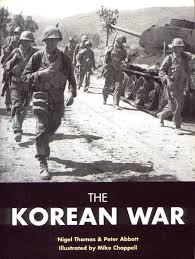 THE
KOREAN WAR
Nigel Thomas & Peter Abbott
Illustrated by Mike Chappell